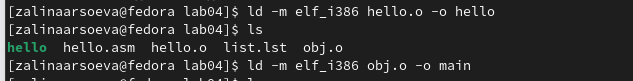 [zalinaarsoeva@fedora lab04]$ ld -m elf_i386 hello.o -o hello
[zalinaarsoeva@fedora lab04]$ ls
hello  hello.asm  hello.o  list.lst  obj.o
[zalinaarsoeva@fedora lab04]$ ld -m elf_i386 obj.o -o main